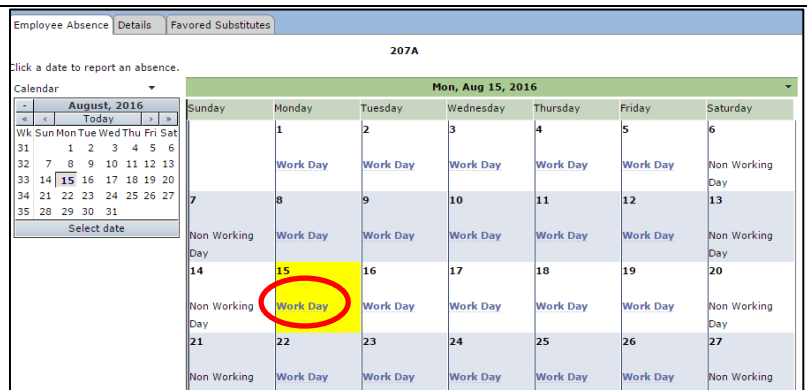 Employee Absence Details Favored Substitutes
207A
Click a date to report an absence.
Calendar
- August, 2016
« ‹ Today › »
Wk Sun Mon Tue Wed Thu Fri Sat
31 1 2 3 4 5 6
32 7 8 9 10 11 12 13
33 14 15 16 17 18 19 20
34 21 22 23 24 25 26 27
35 28 29 30 31
Select date
Mon, Aug 15, 2016
Sunday Monday Tuesday Wednesday Thursday Friday Saturday
1 2 3 4 5 6
Work Day Work Day Work Day Work Day Work Day Non Working
Day
7 8 9 10 11 12 13
Non Working Work Day Work Day Work Day Work Day Work Day Non Working
Day Day
14 15 16 17 18 19 20
Non Working Work Day Work Day Work Day Work Day Work Day Non Working
Day Day
21 22 23 24 25 26 27
Non Working Work Day Work Day Work Day Work Day Work Day Non Working